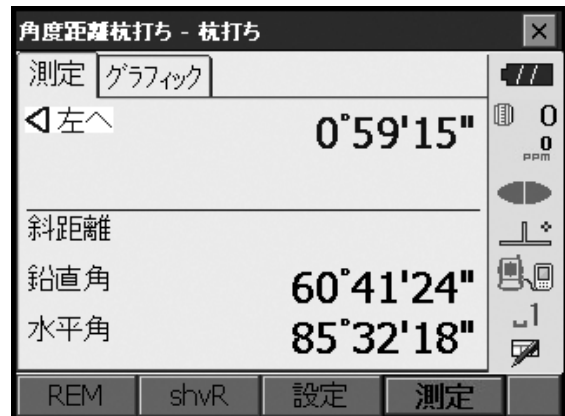 角度距離杭打ち - 杭打ち ×
測定 グラフィック
左へ 0°59'15" 0
0
PPM
斜距離
鉛直角 60°41'24"
水平角 85°32'18" 1
REM shvR 設定 測定